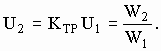 U₂ = K_TP U₁ = W₂/W₁.